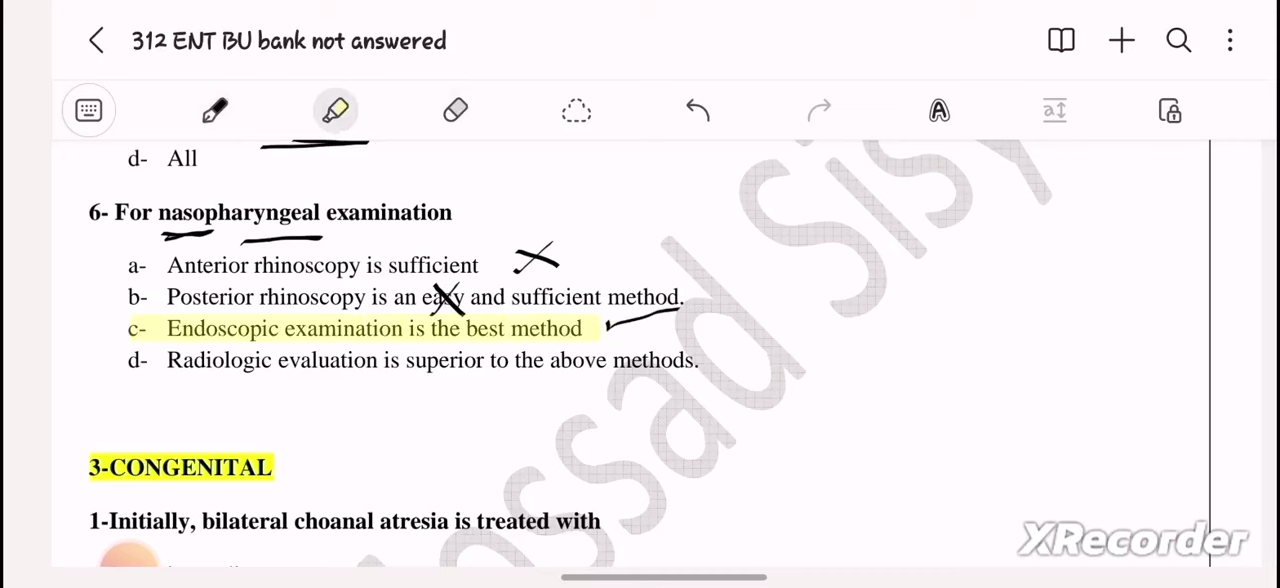 312 ENT BU bank not answered
d- All
6- For nasopharyngeal examination
a- Anterior rhinoscopy is sufficient
b- Posterior rhinoscopy is an easy and sufficient method.
c- Endoscopic examination is the best method
d- Radiologic evaluation is superior to the above methods.
3-CONGENITAL
1-Initially, bilateral choanal atresia is treated with
XRecorder